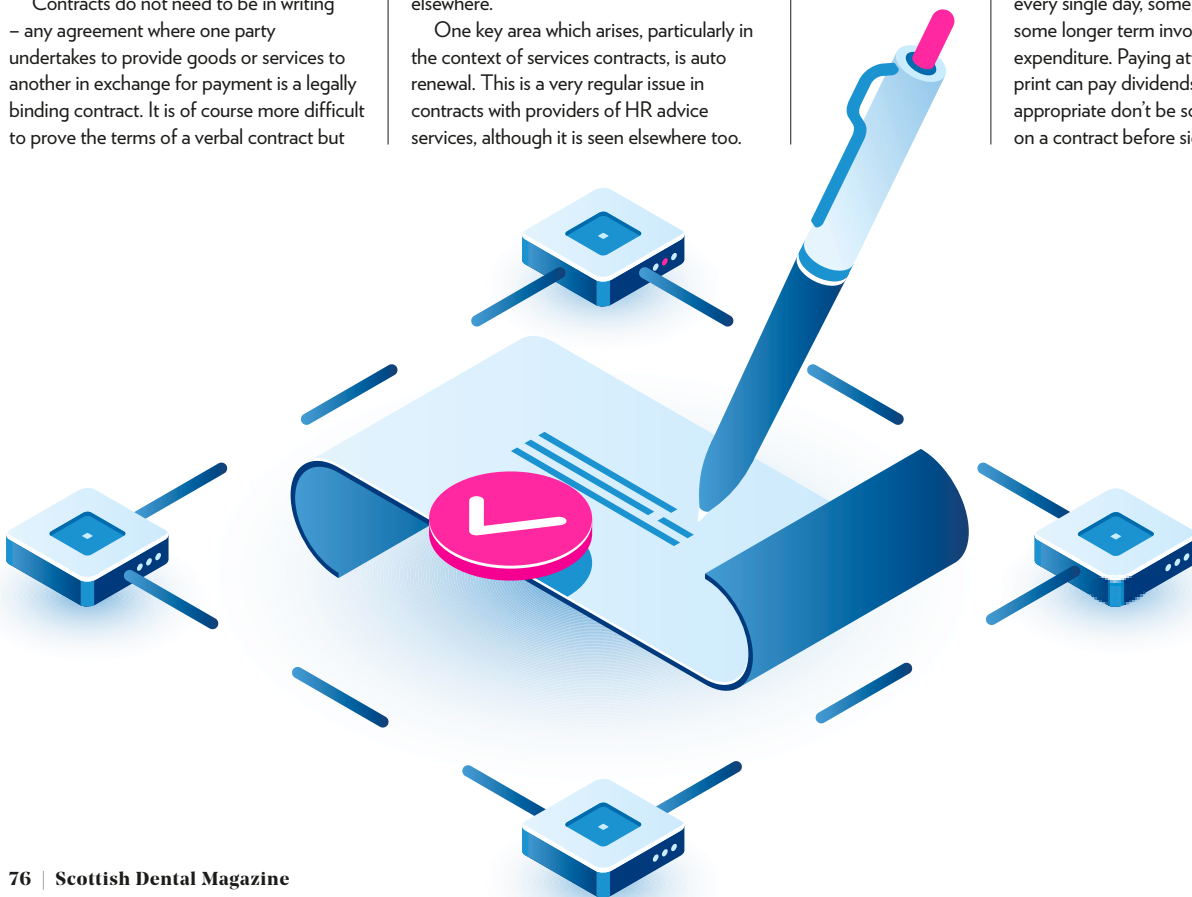 Contracts do not need to be in writing
– any agreement where one party
undertakes to provide goods or services to
another in exchange for payment is a legally
binding contract. It is of course more difficult
to prove the terms of a verbal contract but
elsewhere.
One key area which arises, particularly in
the context of services contracts, is auto
renewal. This is a very regular issue in
contracts with providers of HR advice
services, although it is seen elsewhere too.
every single day, some
some longer term
expenditure. Paying
print can pay dividends
appropriate don't be
on a contract before
76 | Scottish Dental Magazine